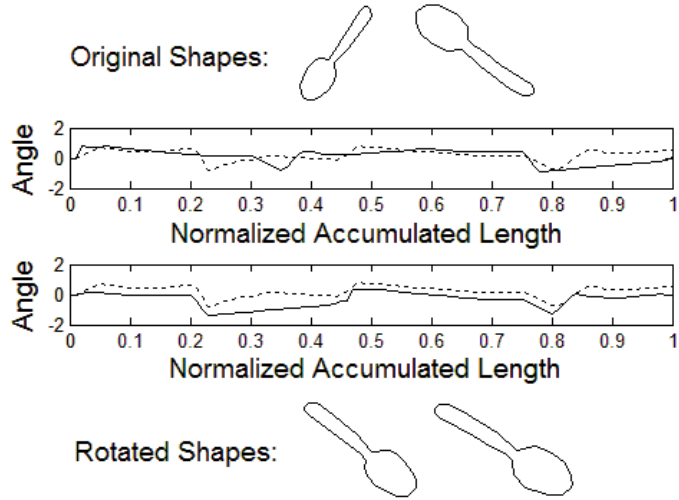 Original Shapes:
Angle
2
0
-2
0 0.1 0.2 0.3 0.4 0.5 0.6 0.7 0.8 0.9 1
Normalized Accumulated Length
Angle
2
0
-2
0 0.1 0.2 0.3 0.4 0.5 0.6 0.7 0.8 0.9 1
Normalized Accumulated Length
Rotated Shapes: